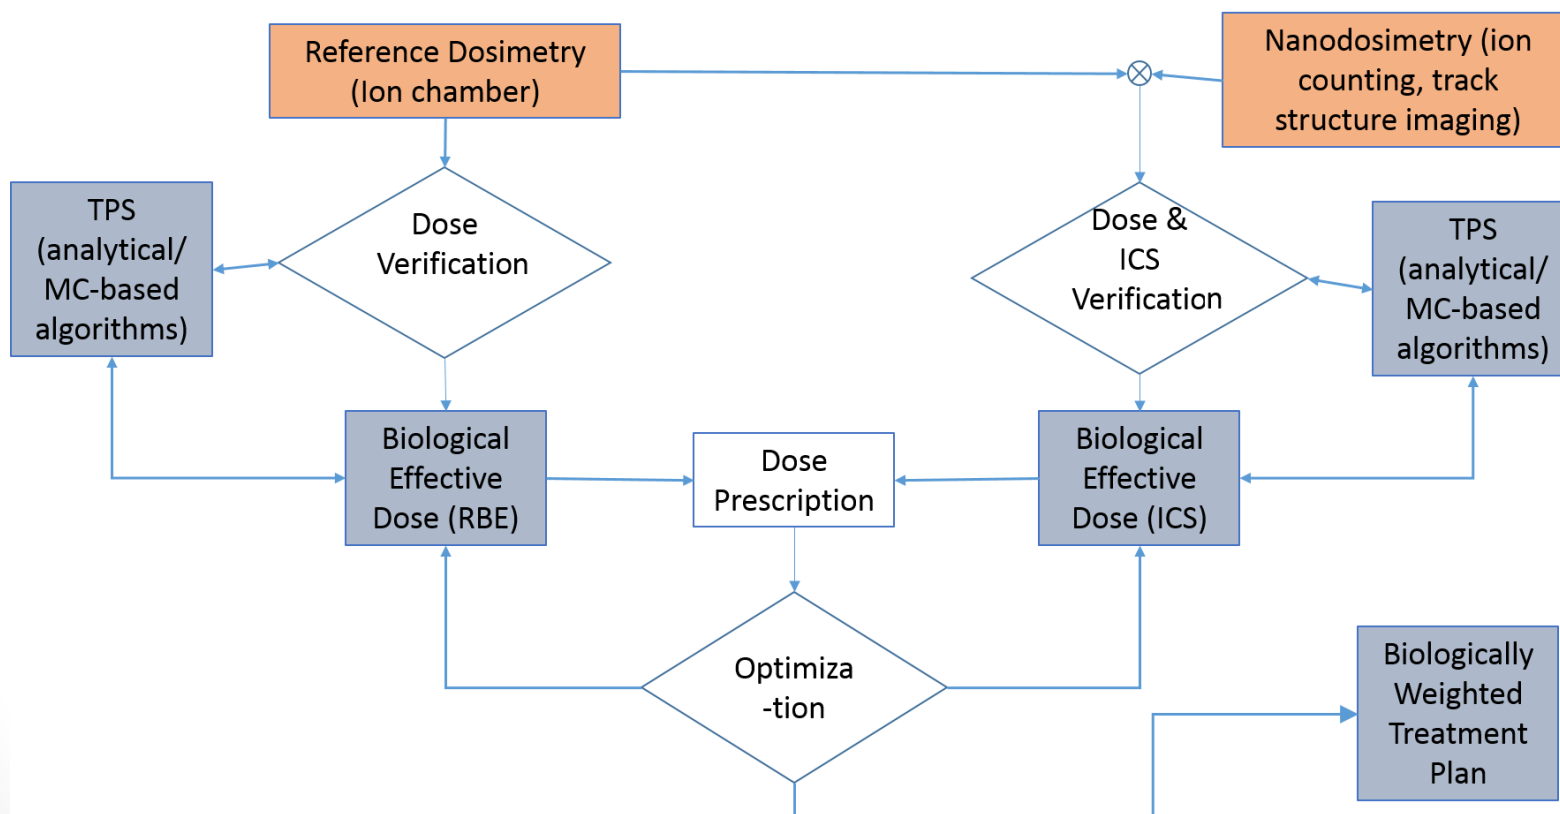 Reference Dosimetry
(Ion chamber)
Nanodosimetry (ion
counting, track
structure imaging)
TPS
(analytical/
MC-based
algorithms)
Dose
Verification
Dose &
ICS
Verification
TPS
(analytical/
MC-based
algorithms)
Biological
Effective
Dose (RBE)
Dose
Prescription
Biological
Effective
Dose (ICS)
Optimiza
-tion
Biologically
Weighted
Treatment
Plan